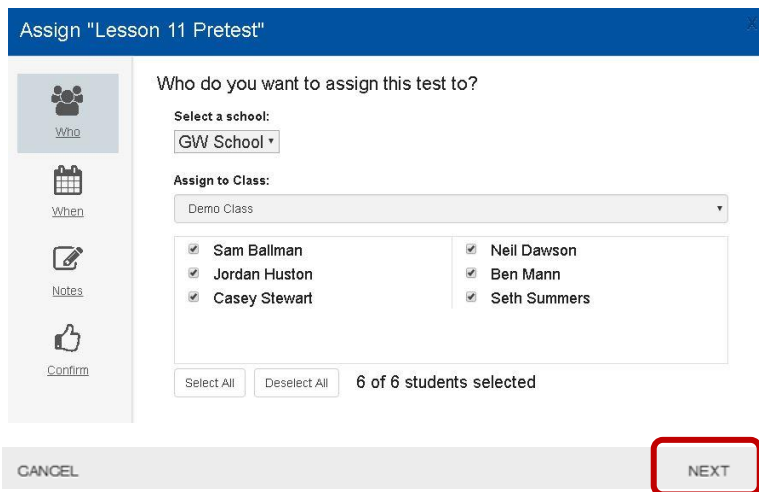 Assign "Lesson 11 Pretest"
X
Who
When
Notes
Confirm
Who do you want to assign this test to?
Select a school:
GW School
Assign to Class:
Demo Class
Sam Ballman
Neil Dawson
Jordan Huston
Ben Mann
Casey Stewart
Seth Summers
Select All
Deselect All
6 of 6 students selected
CANCEL
NEXT